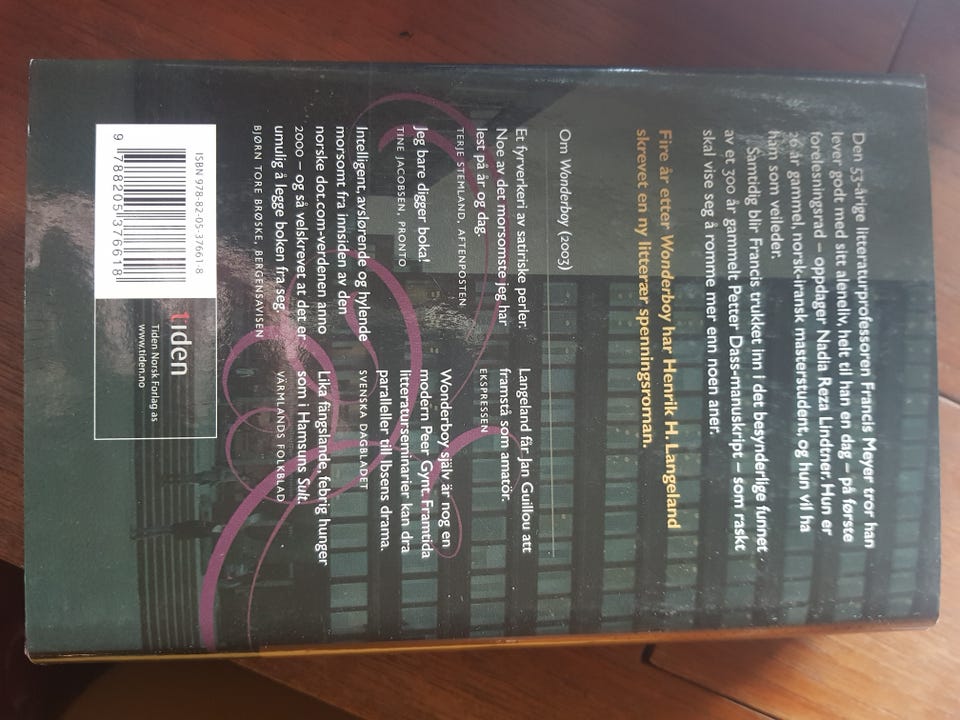 Den 53-årige litteraturprofessoren Francis Meyer tror han
lever godt med sitt aleneliv helt til han en dag – på første
forelesningsrad – oppdager Nadia Reza Lindtner. Hun er
26 år gammel, norsk-iransk masterstudent, og hun vil ha
ham som veileder.
Samtidig blir Francis trukket inn i det besynderlige funnet
av et 300 år gammelt Petter Dass-manuskript – som raskt
skal vise seg å romme mer enn noen aner.
Fire år etter Wonderboy har Henrik H. Langeland
skrevet en ny litterær spenningsroman.
Om Wonderboy (2003)
Et fyrverkeri av satiriske perler.
Noe av det morsomste jeg har
lest på år og dag.
TERJE STEMLAND, AFTENPOSTEN
Jeg bare digger boka!
TINE JACOBSEN, PRONTO
Intelligent, avslørende og hylende
morsomt fra innsiden av den
norske dot.com-verdenen anno
2000 – og så velskrevet at det er
umulig å legge boken fra seg.
BJØRN TORE BRØSKE, BERGENSAVISEN
Langeland får Jan Guillou att
framstå som amatör.
EKSPRESSEN
Wonderboy själv är nog en
modern Peer Gynt. Framtida
litteraturseminarier kan dra
paralleller till Ibsens drama.
SVENSKA DAGBLADET
Lika fängslande, febrig hunger
som i Hamsuns Sult.
VÄRMLANDS FOLKBLAD
ISBN 978-82-05-37661-8
9 788205 376618
tiden
Tiden Norsk Forlag as
www.tiden.no